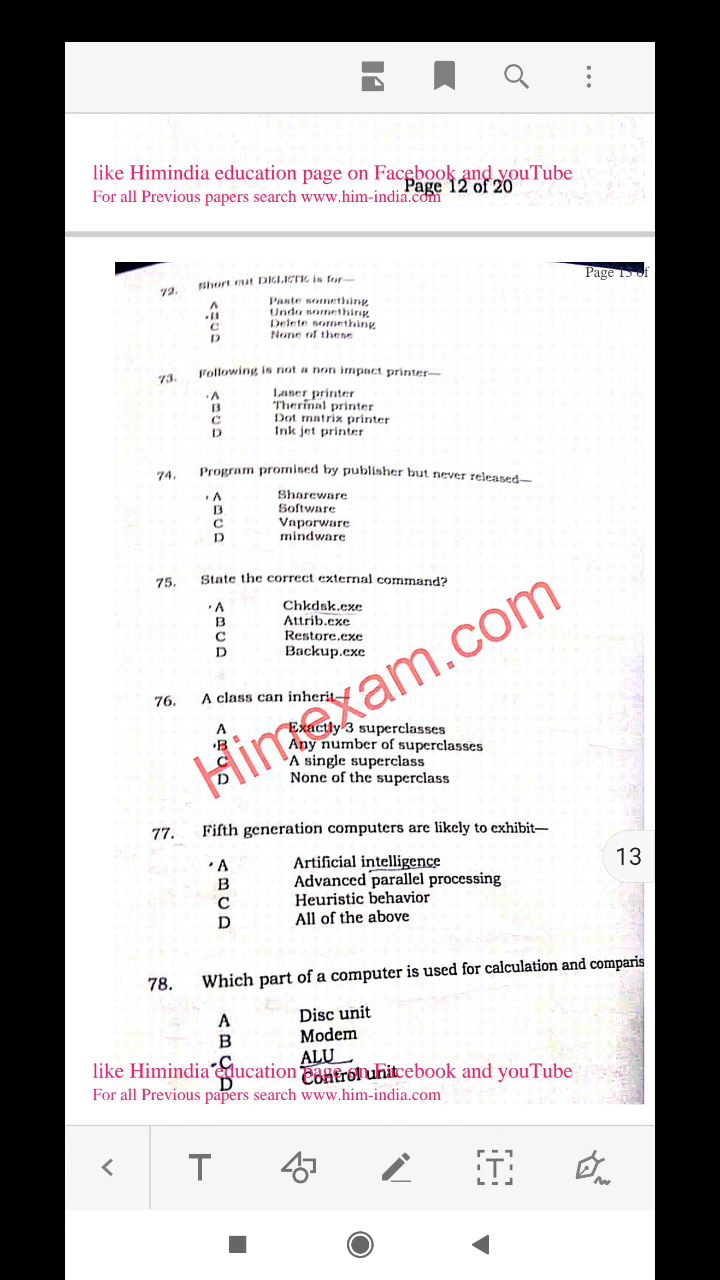 like Himindia education page on Facebook and youTube
Page 12 of 20
For all Previous papers search www.him-india.com
Page 13 of
72. Short cut DELETE is for—
A Paste something
B Undo something
C Delete something
D None of these
73. Following is not a non impact printer—
A Laser printer
B Thermal printer
C Dot matrix printer
D Ink jet printer
74. Program promised by publisher but never released—
A Shareware
B Software
C Vaporware
D mindware
75. State the correct external command?
A Chkdsk.exe
B Attrib.exe
C Restore.exe
D Backup.exe
Himexam.com
76. A class can inherit—
A Exactly 3 superclasses
B Any number of superclasses
C A single superclass
D None of the superclass
77. Fifth generation computers are likely to exhibit—
13
A Artificial intelligence
B Advanced parallel processing
C Heuristic behavior
D All of the above
78. Which part of a computer is used for calculation and comparis
A Disc unit
B Modem
C ALU
like Himindia education page on Facebook and youTube
D Control unit
For all Previous papers search www.him-india.com
T
T